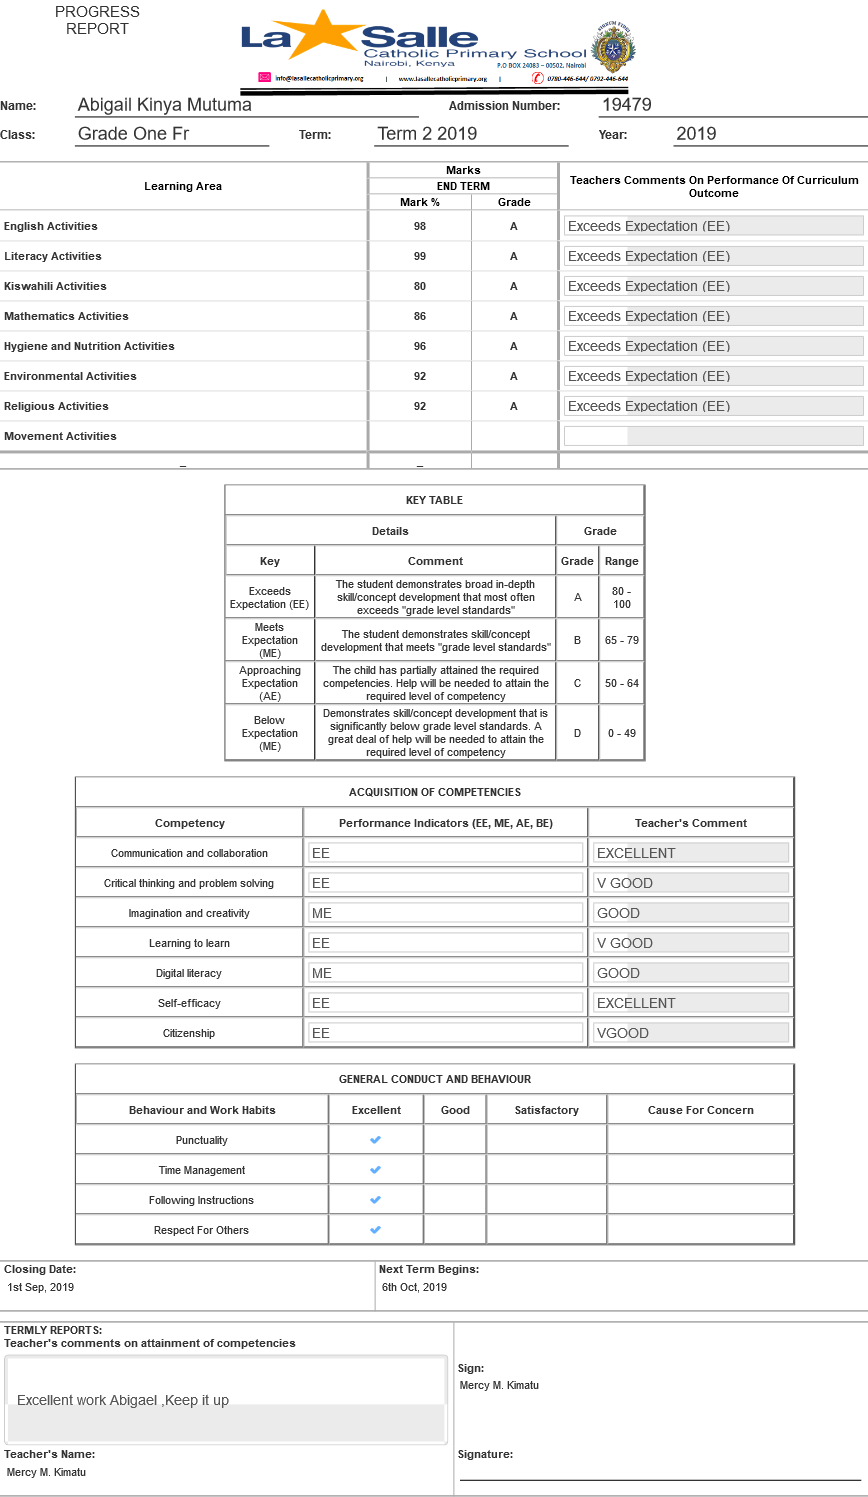 PROGRESS
REPORT
La Salle
Catholic Primary School
Nairobi, Kenya
P.O BOX 24083 – 00502, Nairobi
info@lasallecatholicprimary.org | www.lasallecatholicprimary.org | 0780-446-644/ 0792-446-644
Name: Abigail Kinya Mutuma Admission Number: 19479
Class: Grade One Fr Term: Term 2 2019 Year: 2019
Learning Area Marks Teachers Comments On Performance Of Curriculum Outcome
END TERM
Mark % Grade
English Activities 98 A Exceeds Expectation (EE)
Literacy Activities 99 A Exceeds Expectation (EE)
Kiswahili Activities 80 A Exceeds Expectation (EE)
Mathematics Activities 86 A Exceeds Expectation (EE)
Hygiene and Nutrition Activities 96 A Exceeds Expectation (EE)
Environmental Activities 92 A Exceeds Expectation (EE)
Religious Activities 92 A Exceeds Expectation (EE)
Movement Activities
_ _
KEY TABLE
Details Grade
Key Comment Grade Range
Exceeds Expectation (EE) The student demonstrates broad in-depth skill/concept development that most often exceeds "grade level standards" A 80 - 100
Meets Expectation (ME) The student demonstrates skill/concept development that meets "grade level standards" B 65 - 79
Approaching Expectation (AE) The child has partially attained the required competencies. Help will be needed to attain the required level of competency C 50 - 64
Below Expectation (ME) Demonstrates skill/concept development that is significantly below grade level standards. A great deal of help will be needed to attain the required level of competency D 0 - 49
ACQUISITION OF COMPETENCIES
Competency Performance Indicators (EE, ME, AE, BE) Teacher's Comment
Communication and collaboration EE EXCELLENT
Critical thinking and problem solving EE V GOOD
Imagination and creativity ME GOOD
Learning to learn EE V GOOD
Digital literacy ME GOOD
Self-efficacy EE EXCELLENT
Citizenship EE VGOOD
GENERAL CONDUCT AND BEHAVIOUR
Behaviour and Work Habits Excellent Good Satisfactory Cause For Concern
Punctuality
Time Management
Following Instructions
Respect For Others
Closing Date: Next Term Begins:
1st Sep, 2019 6th Oct, 2019
TERMLY REPORTS:
Teacher's comments on attainment of competencies
Excellent work Abigael ,Keep it up
Sign:
Mercy M. Kimatu
Teacher's Name: Signature:
Mercy M. Kimatu